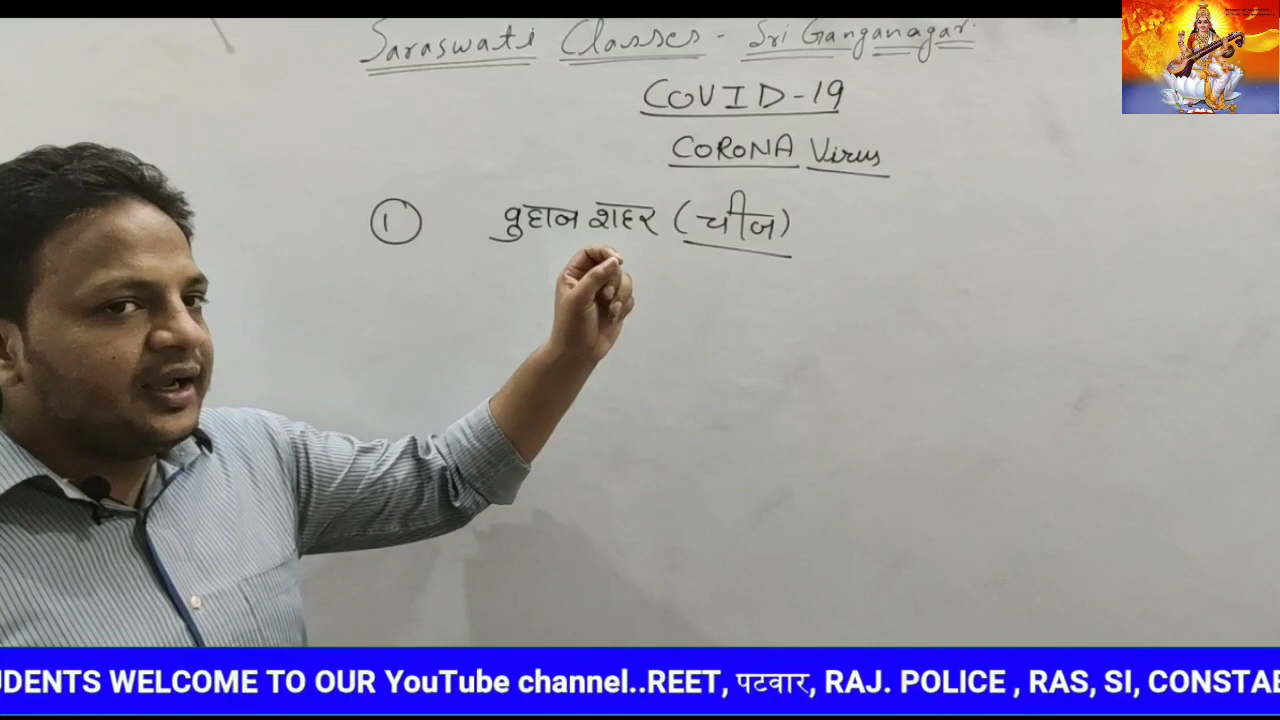 Saraswati Classes - Sri Ganganagar.
COVID-19
CORONA Virus
① वुहान शहर (चीन)
UDENTS WELCOME TO OUR YouTube channel..REET, पटवार, RAJ. POLICE , RAS, SI, CONSTAB